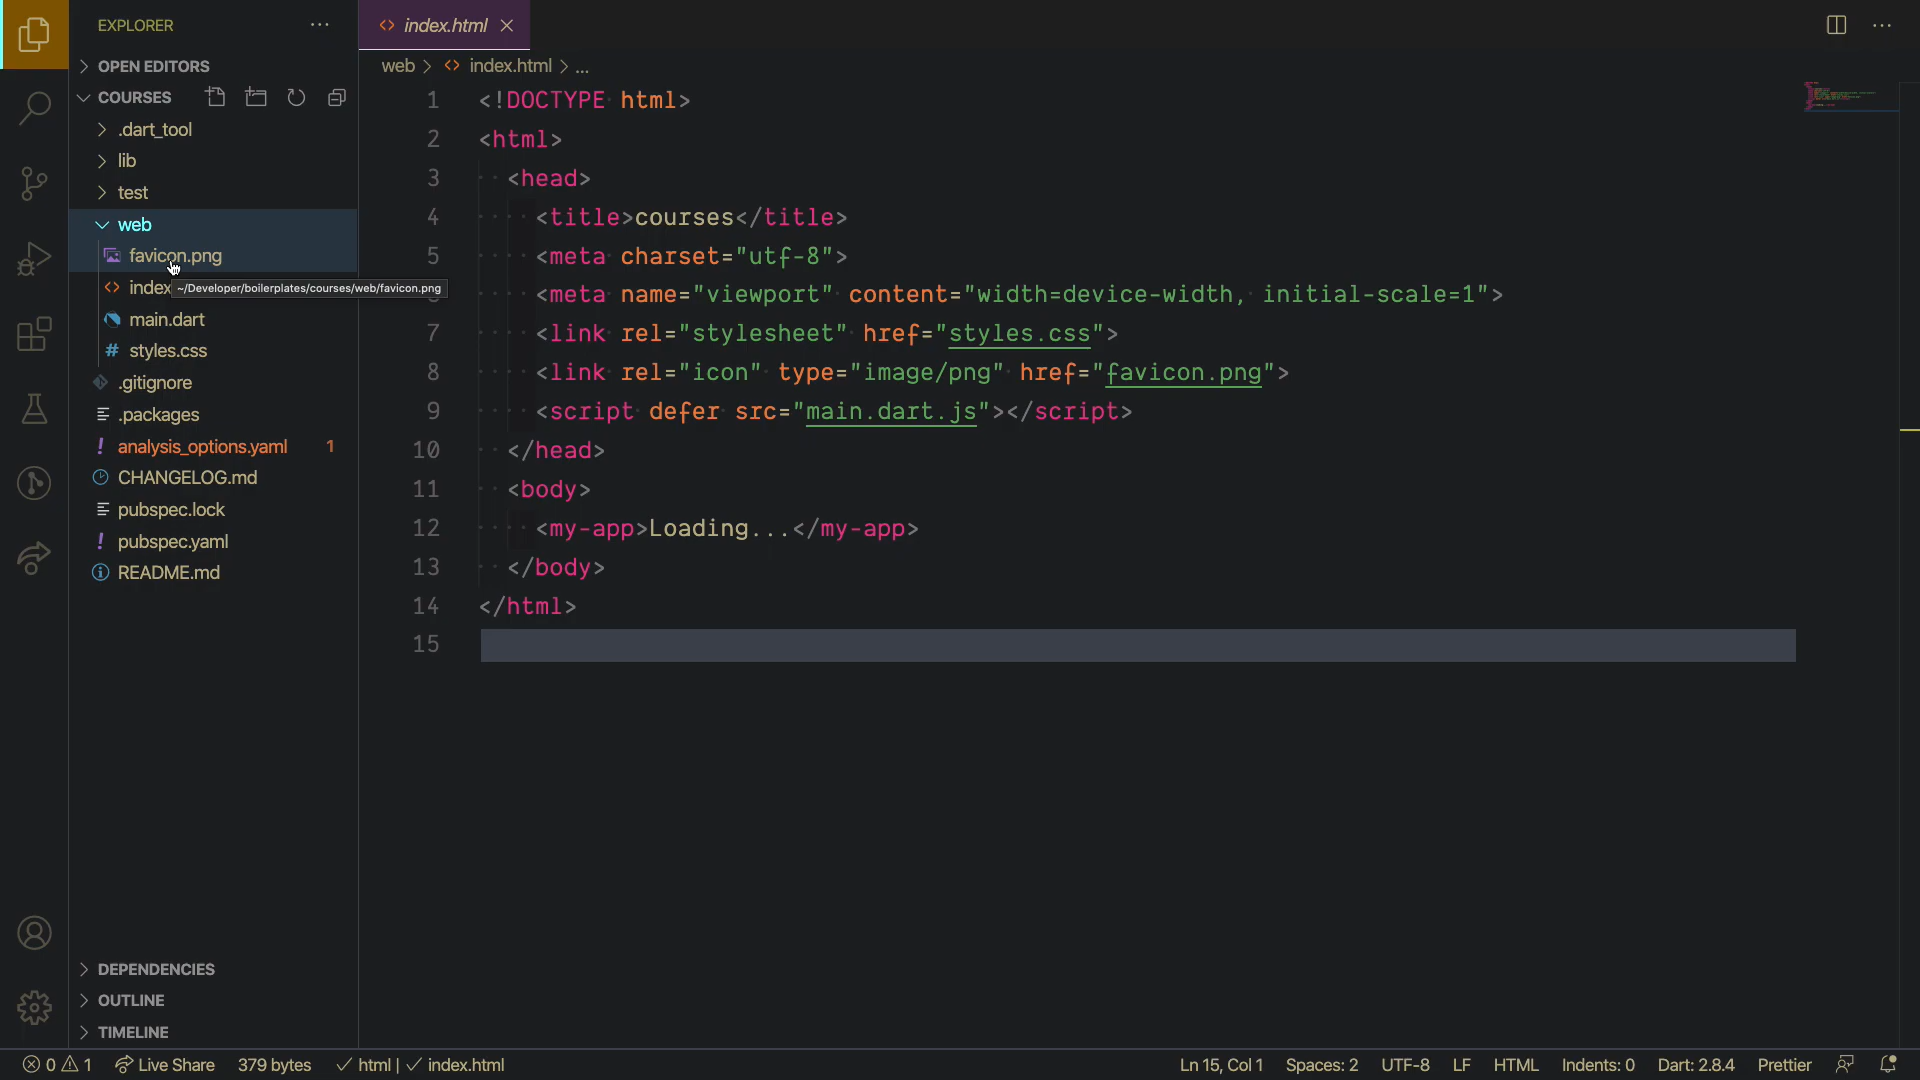 EXPLORER
OPEN EDITORS
COURSES
.dart_tool
lib
test
web
favicon.png
index
~/Developer/boilerplates/courses/web/favicon.png
main.dart
styles.css
.gitignore
.packages
analysis_options.yaml 1
CHANGELOG.md
pubspec.lock
pubspec.yaml
README.md
DEPENDENCIES
OUTLINE
TIMELINE
index.html
web > <> index.html > ...
1 <!DOCTYPE html>
2 <html>
3 <head>
4 <title>courses</title>
5 <meta charset="utf-8">
<meta name="viewport" content="width=device-width, initial-scale=1">
7 <link rel="stylesheet" href="styles.css">
8 <link rel="icon" type="image/png" href="favicon.png">
9 <script defer src="main.dart.js"></script>
10 </head>
11 <body>
12 <my-app>Loading...</my-app>
13 </body>
14 </html>
15
0 1 Live Share 379 bytes ✓ html | ✓ index.html Ln 15, Col 1 Spaces: 2 UTF-8 LF HTML Indents: 0 Dart: 2.8.4 Prettier